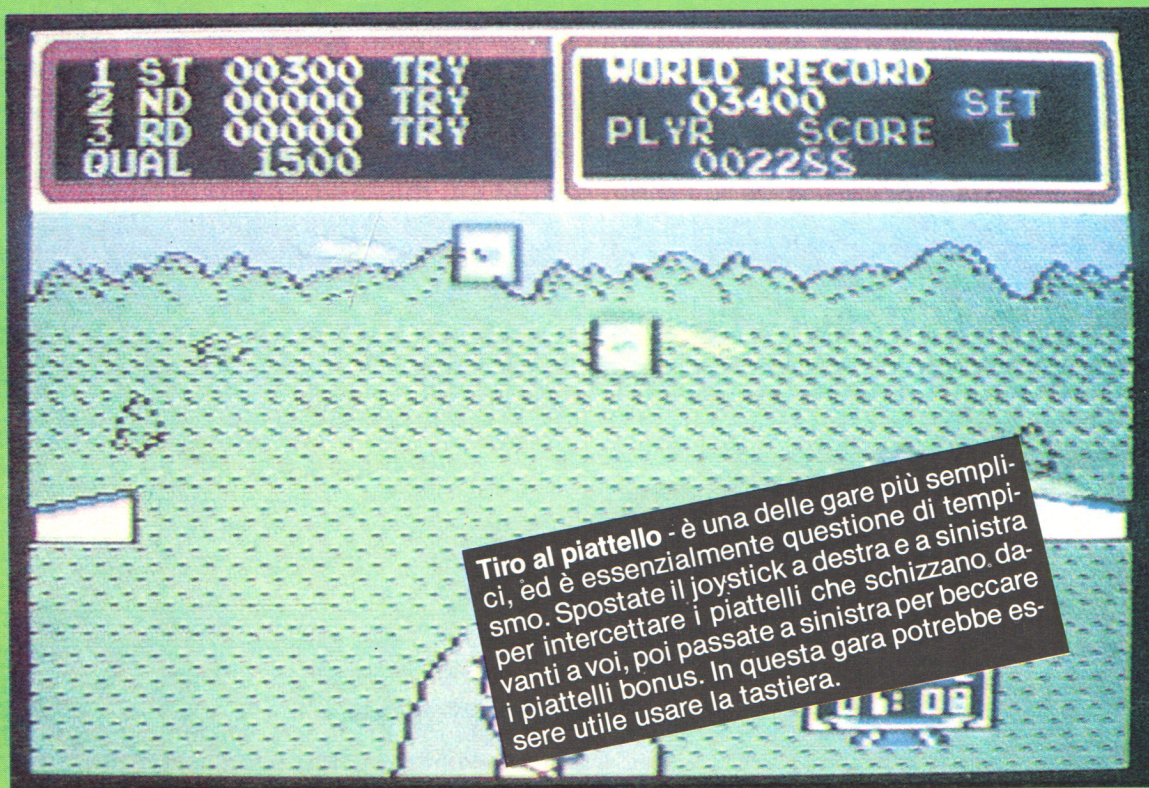 1 ST 00300 TRY
2 ND 00000 TRY
3 RD 00000 TRY
QUAL 1500
WORLD RECORD
03400 SET
PLYR SCORE 1
002288
Tiro al piattello - è una delle gare più sempli-
ci, ed è essenzialmente questione di tempi-
smo. Spostate il joystick a destra e a sinistra
per intercettare i piattelli che schizzano da-
vanti a voi, poi passate a sinistra per beccare
i piattelli bonus. In questa gara potrebbe es-
sere utile usare la tastiera.